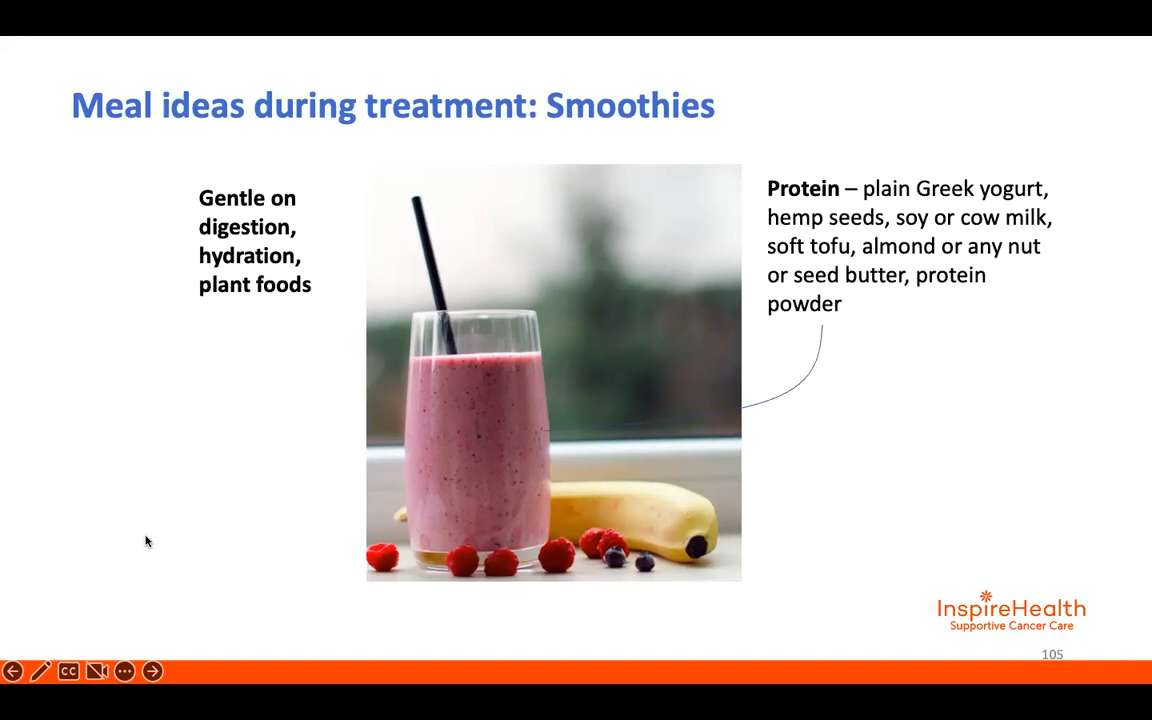 Meal ideas during treatment: Smoothies
Gentle on
digestion,
hydration,
plant foods
Protein – plain Greek yogurt,
hemp seeds, soy or cow milk,
soft tofu, almond or any nut
or seed butter, protein
powder
InspireHealth
Supportive Cancer Care
105
CC